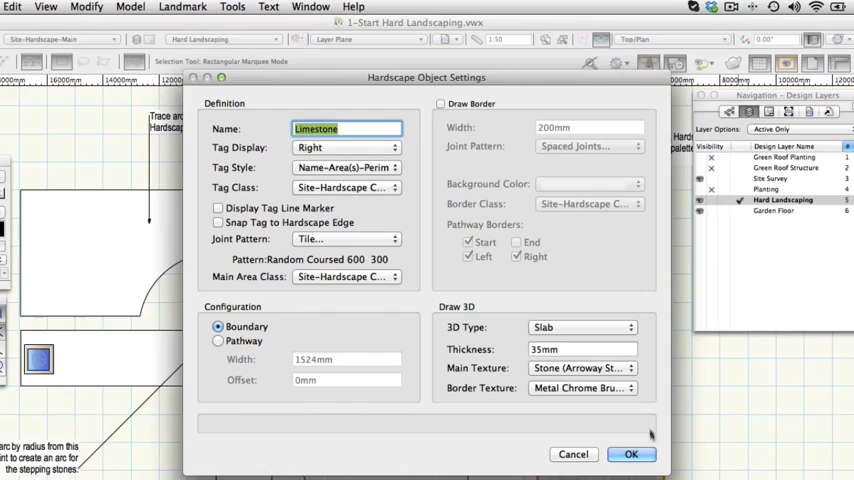 Edit View Modify Model Landmark Tools Text Window Help
1-Start Hard Landscaping.vwx
Site-Hardscape-Main Hard Landscaping Layer Plane 1:50 Top/Plan 0.00°
Selection Tool: Rectangular Marquee Mode
16000mm 14000mm 8000mm
Hardscape Object Settings
Definition
Name: Limestone
Tag Display: Right
Tag Style: Name-Area(s)-Perim
Tag Class: Site-Hardscape C...
Display Tag Line Marker
Snap Tag to Hardscape Edge
Joint Pattern: Tile...
Pattern:Random Coursed 600 300
Main Area Class: Site-Hardscape C...
Configuration
Boundary
Pathway
Width: 1524mm
Offset: 0mm
Draw Border
Width: 200mm
Joint Pattern: Spaced Joints...
Background Color:
Border Class: Site-Hardscape C...
Pathway Borders:
Start End
Left Right
Draw 3D
3D Type: Slab
Thickness: 35mm
Main Texture: Stone (Arroway St...
Border Texture: Metal Chrome Bru...
Cancel OK
Navigation - Design Layers
Layer Options: Active Only
Visibility Design Layer Name #
Green Roof Planting 1
Green Roof Structure 2
Site Survey 3
Planting 4
Hard Landscaping 5
Garden Floor 6
Trace arc
Hardscap
Hards
palette
arc by radius from this
nt to create an arc for
the stepping stones.